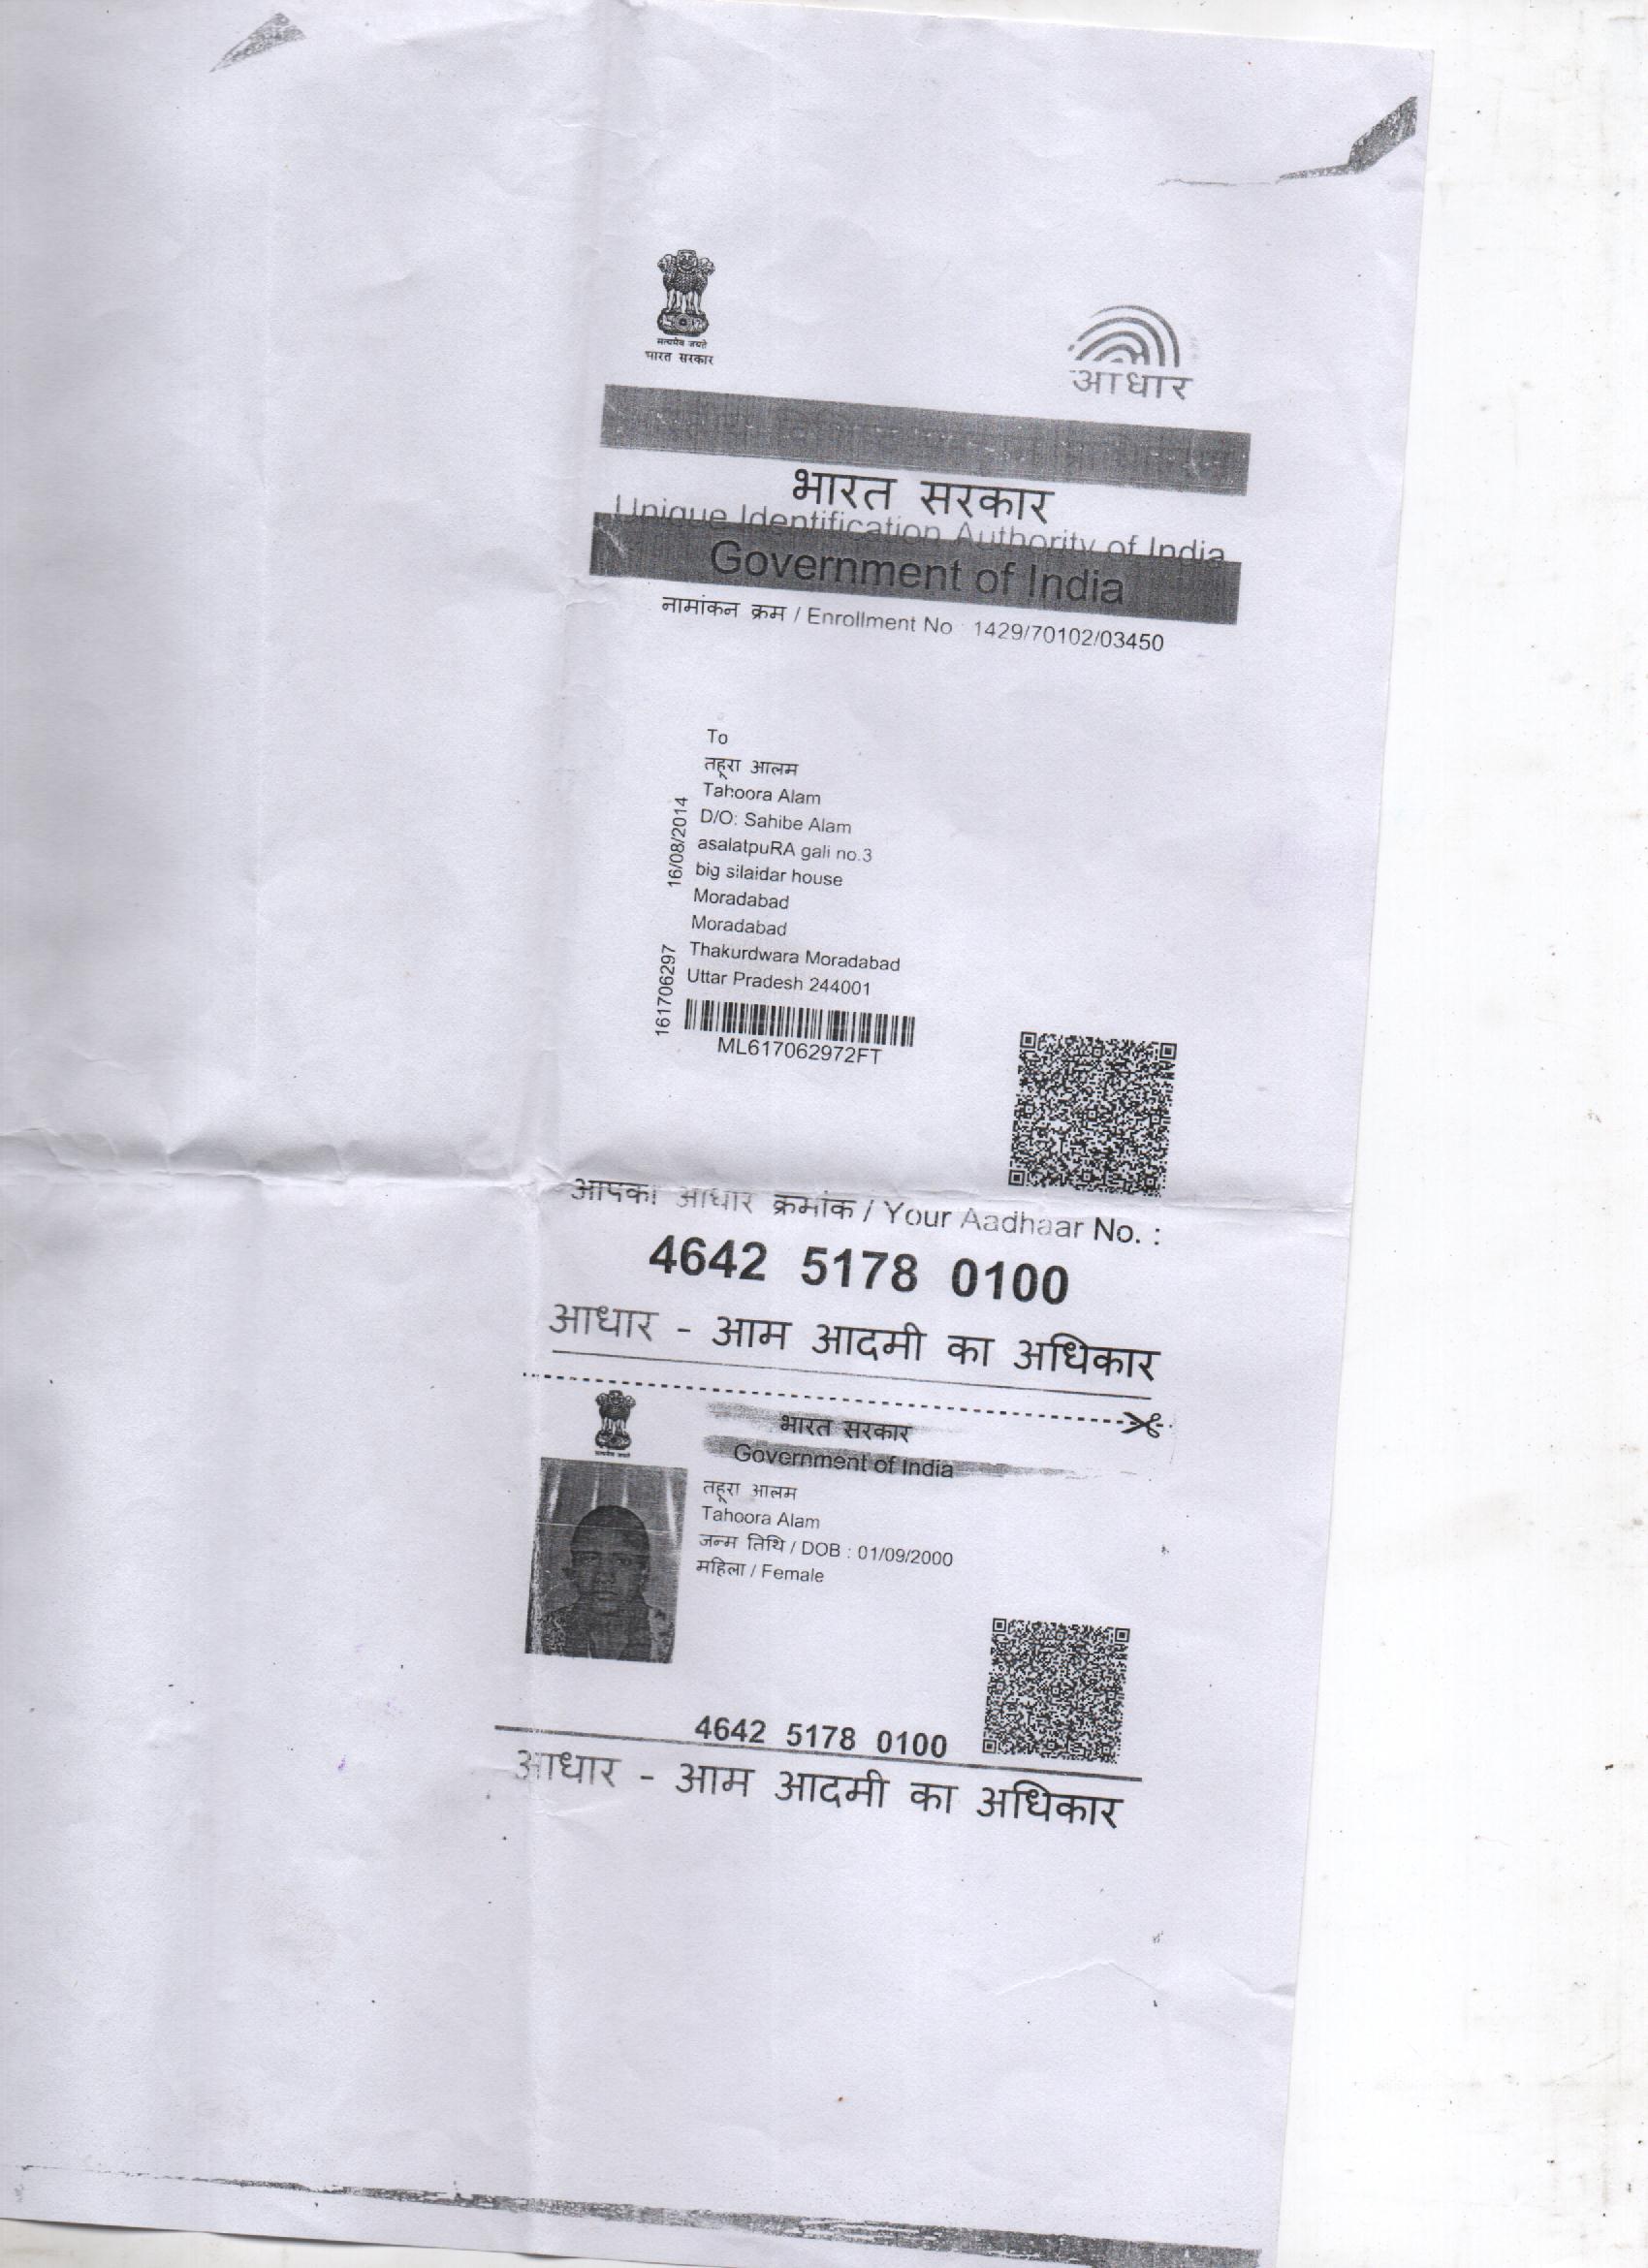 सत्यमेव जयते
भारत सरकार
आधार
भारत सरकार
Unique Identification Authority of India
Government of India
नामांकन क्रम / Enrollment No : 1429/70102/03450
To
तहूरा आलम
Tahoora Alam
D/O: Sahibe Alam
asalatpuRA gali no.3
big silaidar house
Moradabad
Moradabad
Thakurdwara Moradabad
Uttar Pradesh 244001
16/08/2014
161706297
ML617062972FT
आपका आधार क्रमांक / Your Aadhaar No. :
4642 5178 0100
आधार - आम आदमी का अधिकार
सत्यमेव जयते
भारत सरकार
Government of India
तहूरा आलम
Tahoora Alam
जन्म तिथि / DOB : 01/09/2000
महिला / Female
4642 5178 0100
आधार - आम आदमी का अधिकार